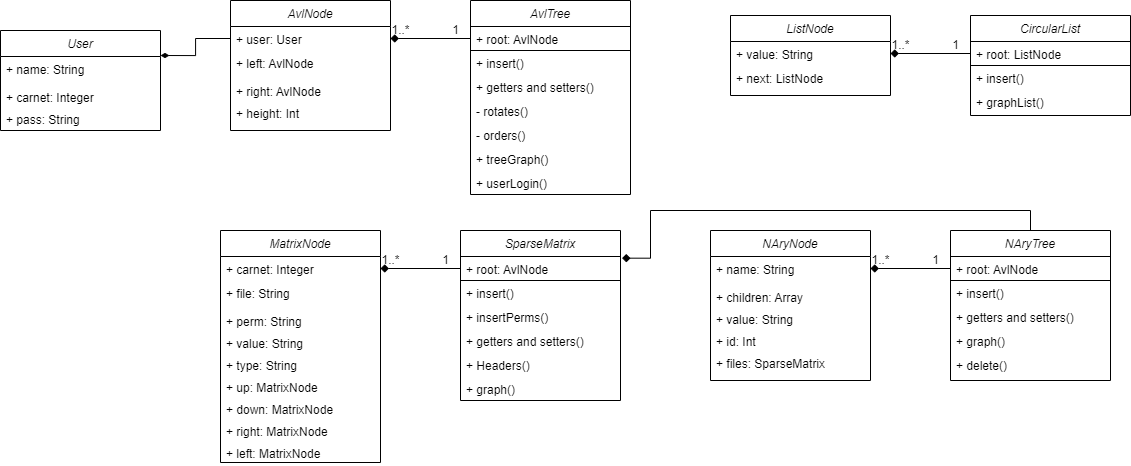 User
+ name: String
+ carnet: Integer
+ pass: String
AvlNode
+ user: User
+ left: AvlNode
+ right: AvlNode
+ height: Int
1..*
1
AvlTree
+ root: AvlNode
+ insert()
+ getters and setters()
- rotates()
- orders()
+ treeGraph()
+ userLogin()
ListNode
+ value: String
+ next: ListNode
1..*
1
CircularList
+ root: ListNode
+ insert()
+ graphList()
MatrixNode
+ carnet: Integer
+ file: String
+ perm: String
+ value: String
+ type: String
+ up: MatrixNode
+ down: MatrixNode
+ right: MatrixNode
+ left: MatrixNode
1..*
1
SparseMatrix
+ root: AvlNode
+ insert()
+ insertPerms()
+ getters and setters()
+ Headers()
+ graph()
NAryNode
+ name: String
+ children: Array
+ value: String
+ id: Int
+ files: SparseMatrix
1..*
1
NAryTree
+ root: AvlNode
+ insert()
+ getters and setters()
+ graph()
+ delete()